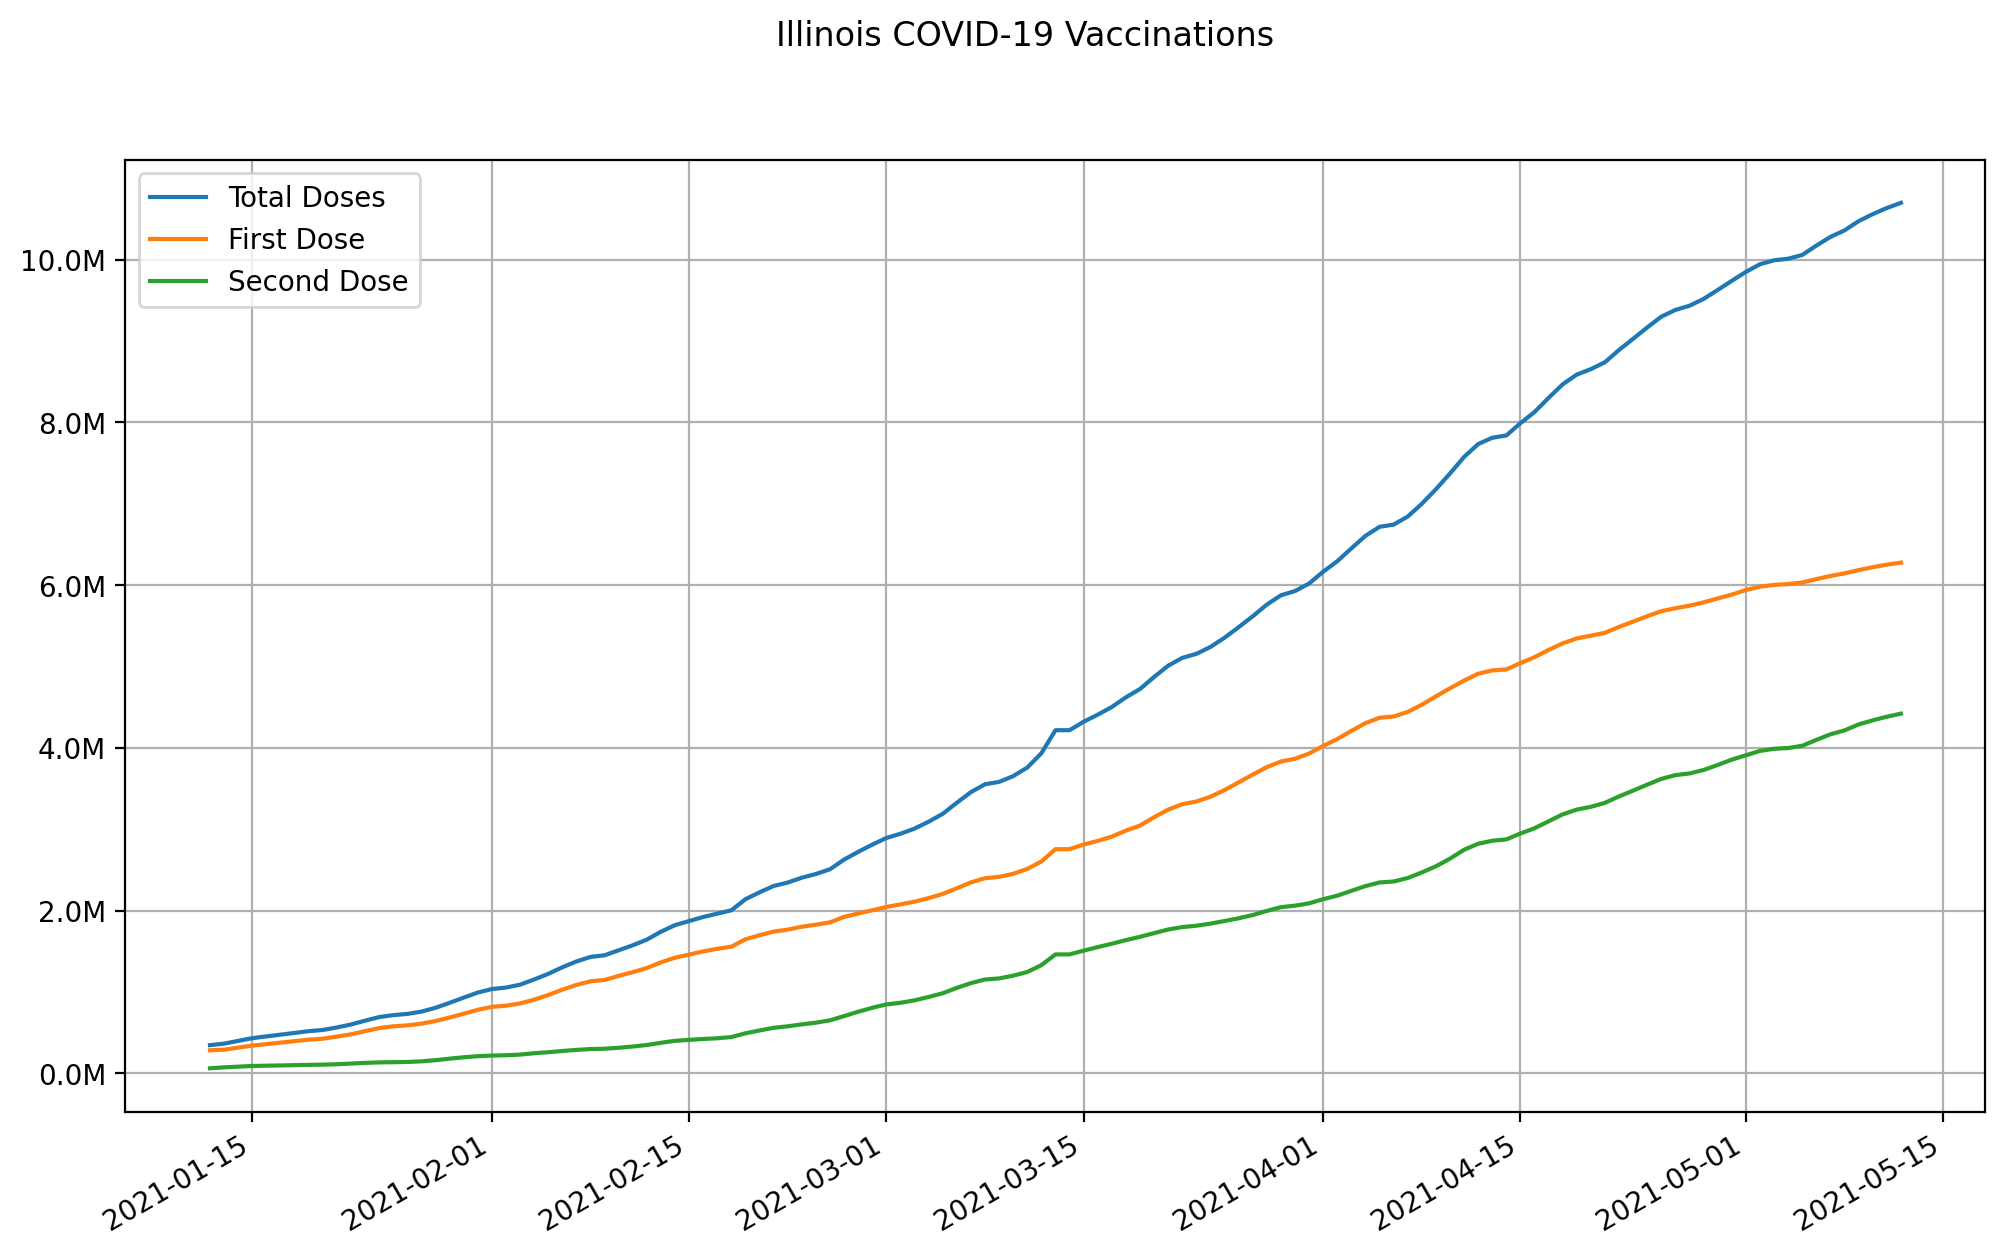 Illinois COVID-19 Vaccinations
Total Doses
First Dose
Second Dose
10.0M
8.0M
6.0M
4.0M
2.0M
0.0M
2021-01-15
2021-02-01
2021-02-15
2021-03-01
2021-03-15
2021-04-01
2021-04-15
2021-05-01
2021-05-15